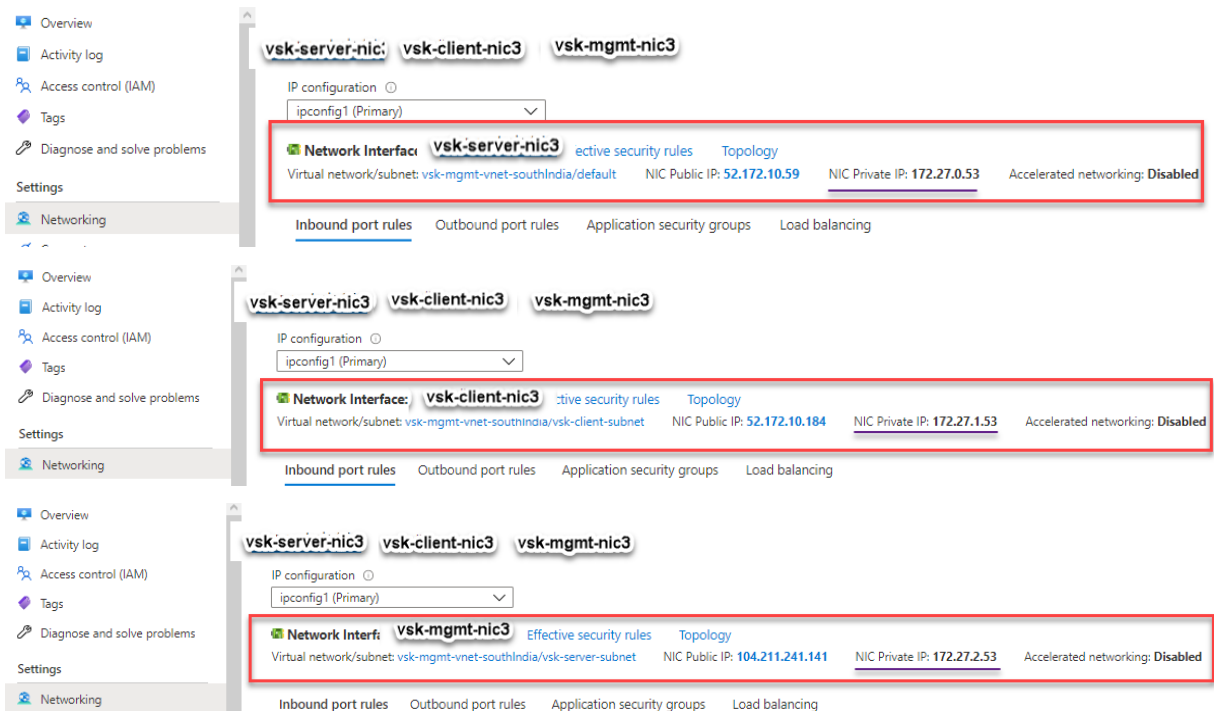 Overview
Activity log
Access control (IAM)
Tags
Diagnose and solve problems
Settings
Networking
vsk-server-nic3 vsk-client-nic3 vsk-mgmt-nic3
IP configuration
ipconfig1 (Primary)
Network Interface vsk-server-nic3 ective security rules Topology
Virtual network/subnet: vsk-mgmt-vnet-southIndia/default NIC Public IP: 52.172.10.59 NIC Private IP: 172.27.0.53 Accelerated networking: Disabled
Inbound port rules Outbound port rules Application security groups Load balancing
Overview
Activity log
Access control (IAM)
Tags
Diagnose and solve problems
Settings
Networking
vsk-server-nic3 vsk-client-nic3 vsk-mgmt-nic3
IP configuration
ipconfig1 (Primary)
Network Interface: vsk-client-nic3 ctive security rules Topology
Virtual network/subnet: vsk-mgmt-vnet-southIndia/vsk-client-subnet NIC Public IP: 52.172.10.184 NIC Private IP: 172.27.1.53 Accelerated networking: Disabled
Inbound port rules Outbound port rules Application security groups Load balancing
Overview
Activity log
Access control (IAM)
Tags
Diagnose and solve problems
Settings
Networking
vsk-server-nic3 vsk-client-nic3 vsk-mgmt-nic3
IP configuration
ipconfig1 (Primary)
Network Interfa vsk-mgmt-nic3 Effective security rules Topology
Virtual network/subnet: vsk-mgmt-vnet-southIndia/vsk-server-subnet NIC Public IP: 104.211.241.141 NIC Private IP: 172.27.2.53 Accelerated networking: Disabled
Inbound port rules Outbound port rules Application security groups Load balancing